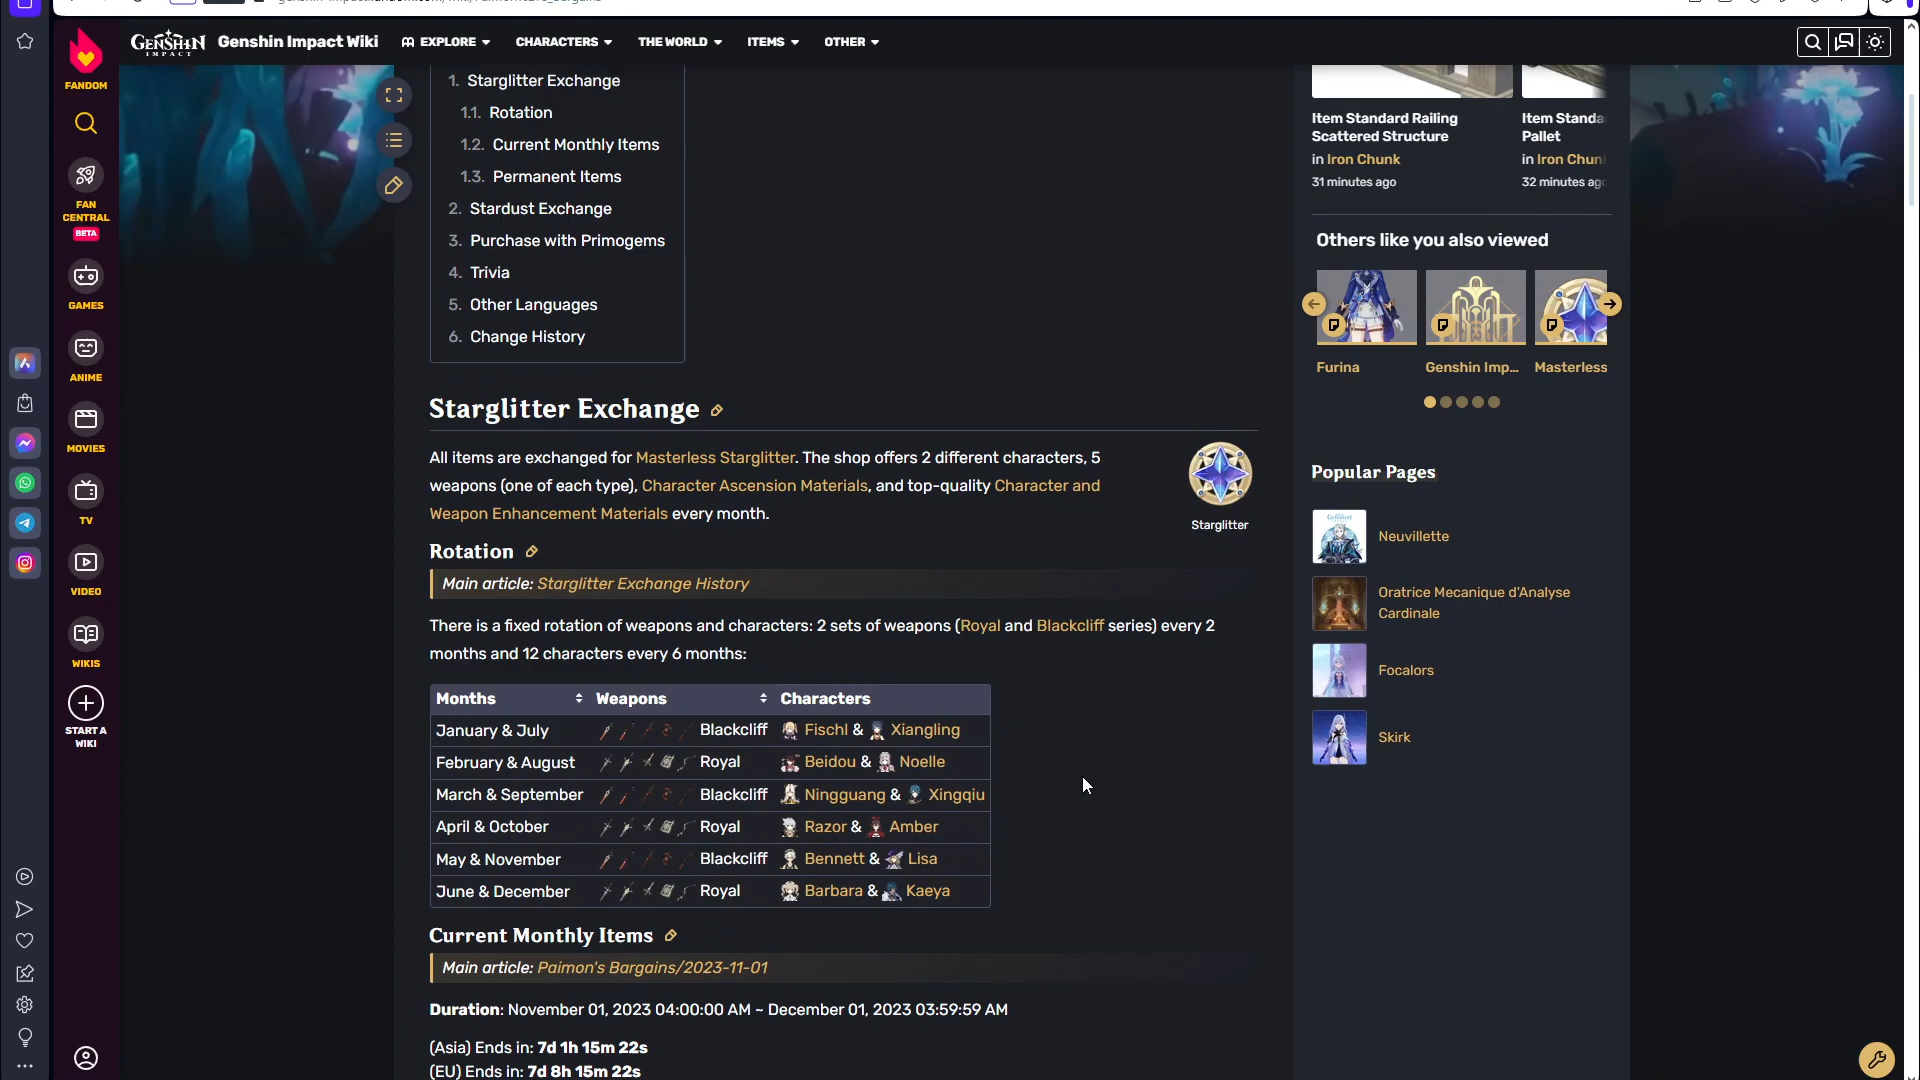 GENSHIN IMPACT
Genshin Impact Wiki
EXPLORE
CHARACTERS
THE WORLD
ITEMS
OTHER
FANDOM
FAN CENTRAL
BETA
GAMES
ANIME
MOVIES
TV
VIDEO
WIKIS
START A WIKI
1. Starglitter Exchange
1.1. Rotation
1.2. Current Monthly Items
1.3. Permanent Items
2. Stardust Exchange
3. Purchase with Primogems
4. Trivia
5. Other Languages
6. Change History
Starglitter Exchange
All items are exchanged for Masterless Starglitter. The shop offers 2 different characters, 5
weapons (one of each type), Character Ascension Materials, and top-quality Character and
Weapon Enhancement Materials every month.
Starglitter
Rotation
Main article: Starglitter Exchange History
There is a fixed rotation of weapons and characters: 2 sets of weapons (Royal and Blackcliff series) every 2
months and 12 characters every 6 months:
Months Weapons Characters
January & July Blackcliff Fischl & Xiangling
February & August Royal Beidou & Noelle
March & September Blackcliff Ningguang & Xingqiu
April & October Royal Razor & Amber
May & November Blackcliff Bennett & Lisa
June & December Royal Barbara & Kaeya
Current Monthly Items
Main article: Paimon's Bargains/2023-11-01
Duration: November 01, 2023 04:00:00 AM ~ December 01, 2023 03:59:59 AM
(Asia) Ends in: 7d 1h 15m 22s
(EU) Ends in: 7d 8h 15m 22s
Item Standard Railing
Scattered Structure
in Iron Chunk
31 minutes ago
Item Standa
Pallet
in Iron Chun
32 minutes ago
Others like you also viewed
Furina
Genshin Imp...
Masterless
Popular Pages
Neuvillette
Oratrice Mecanique d'Analyse
Cardinale
Focalors
Skirk